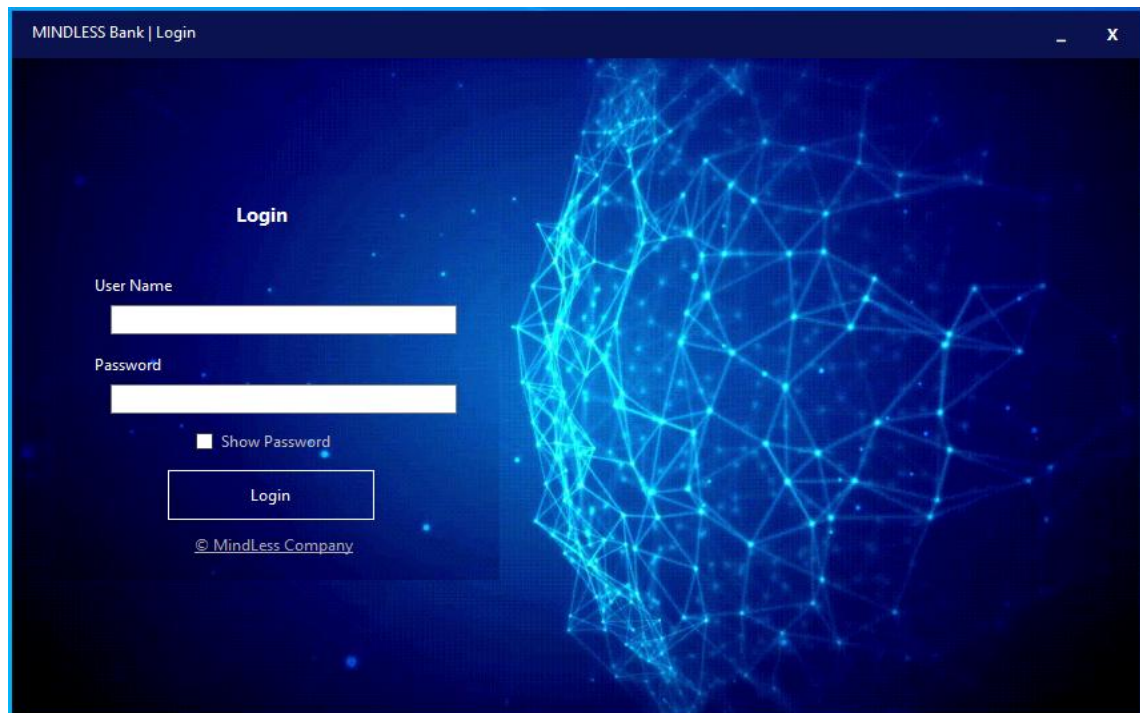 MINDLESS Bank | Login
_ X
Login
User Name
Password
Show Password
Login
© MindLess Company